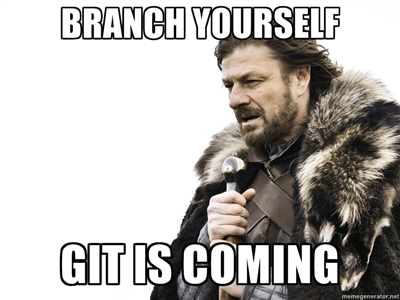 BRANCH YOURSELF
GIT IS COMING
memegenerator.net